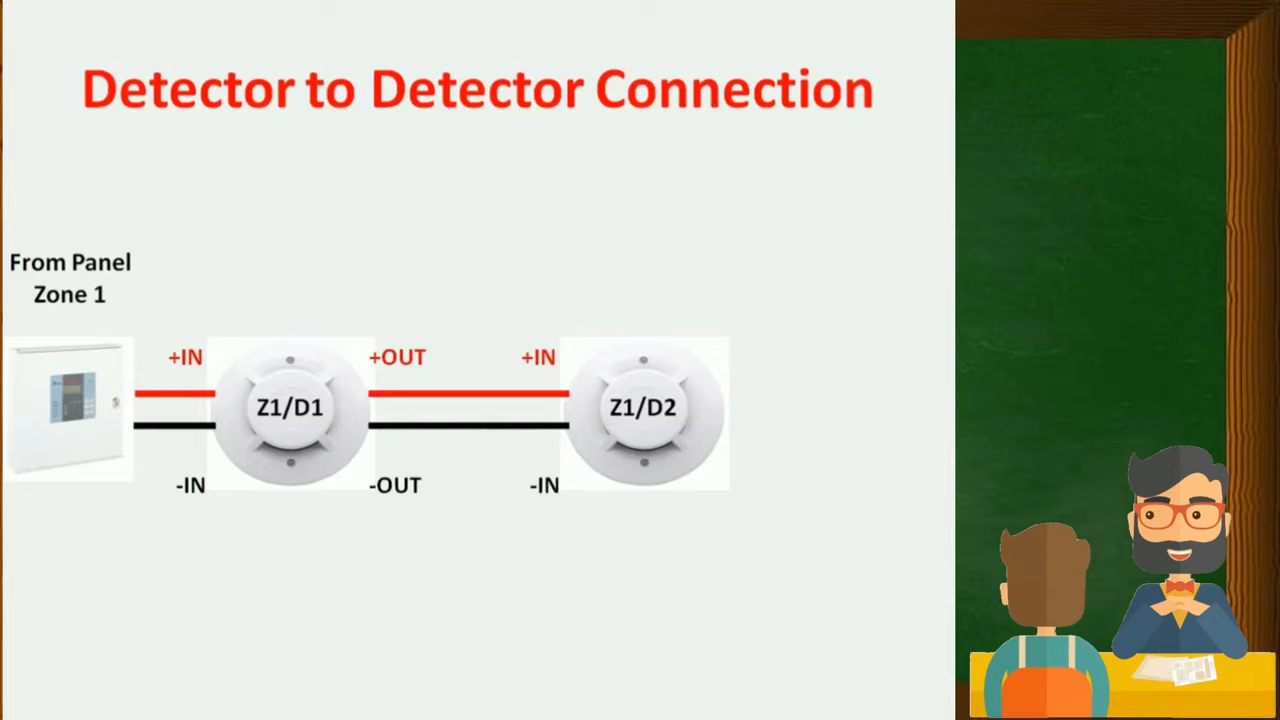 Detector to Detector Connection
From Panel
Zone 1
+IN
+OUT
+IN
Z1/D1
Z1/D2
-IN
-OUT
-IN